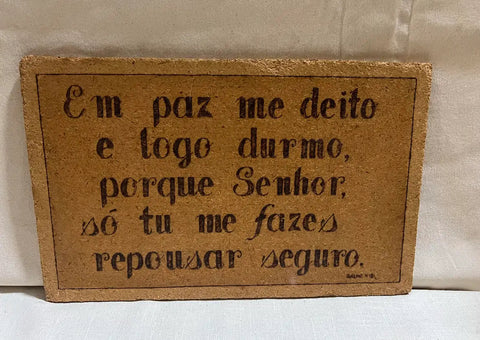 Em paz me deito
e logo durmo,
porque Senhor,
só tu me fazes
repousar seguro.